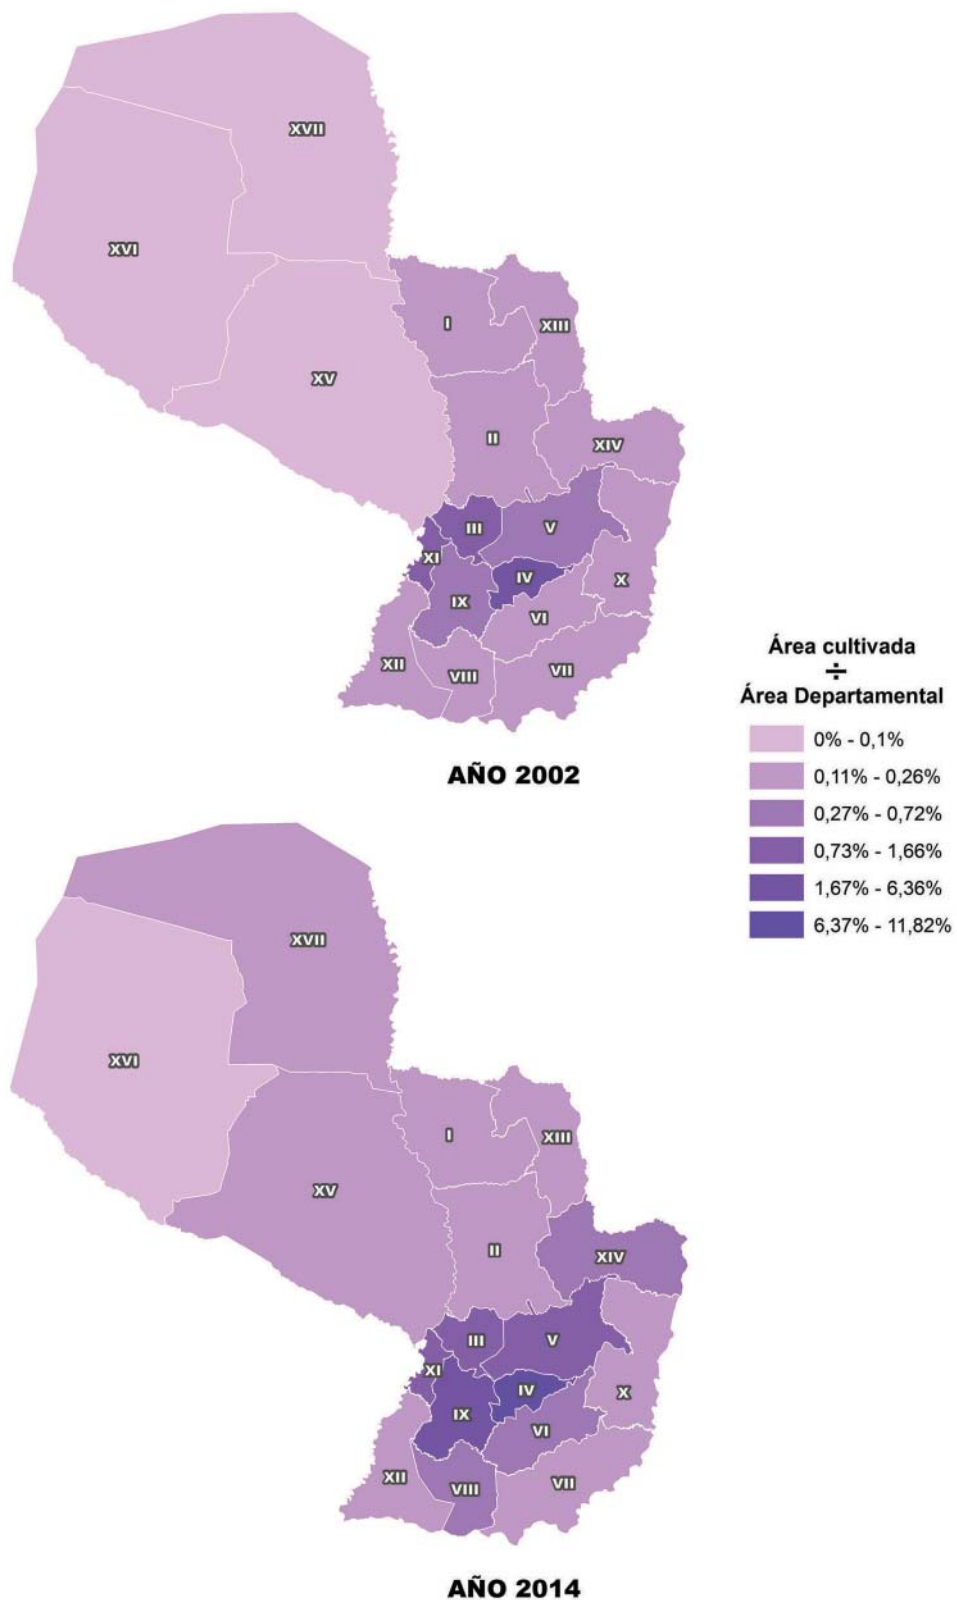 XVII
XVI
I
XIII
XV
II
XIV
III
V
XI
IV
X
IX
VI
XII
VIII
VII
AÑO 2002
Área cultivada
÷
Área Departamental
0% - 0,1%
0,11% - 0,26%
0,27% - 0,72%
0,73% - 1,66%
1,67% - 6,36%
6,37% - 11,82%
XVII
XVI
I
XIII
XV
II
XIV
III
V
XI
IV
X
IX
VI
XII
VIII
VII
AÑO 2014